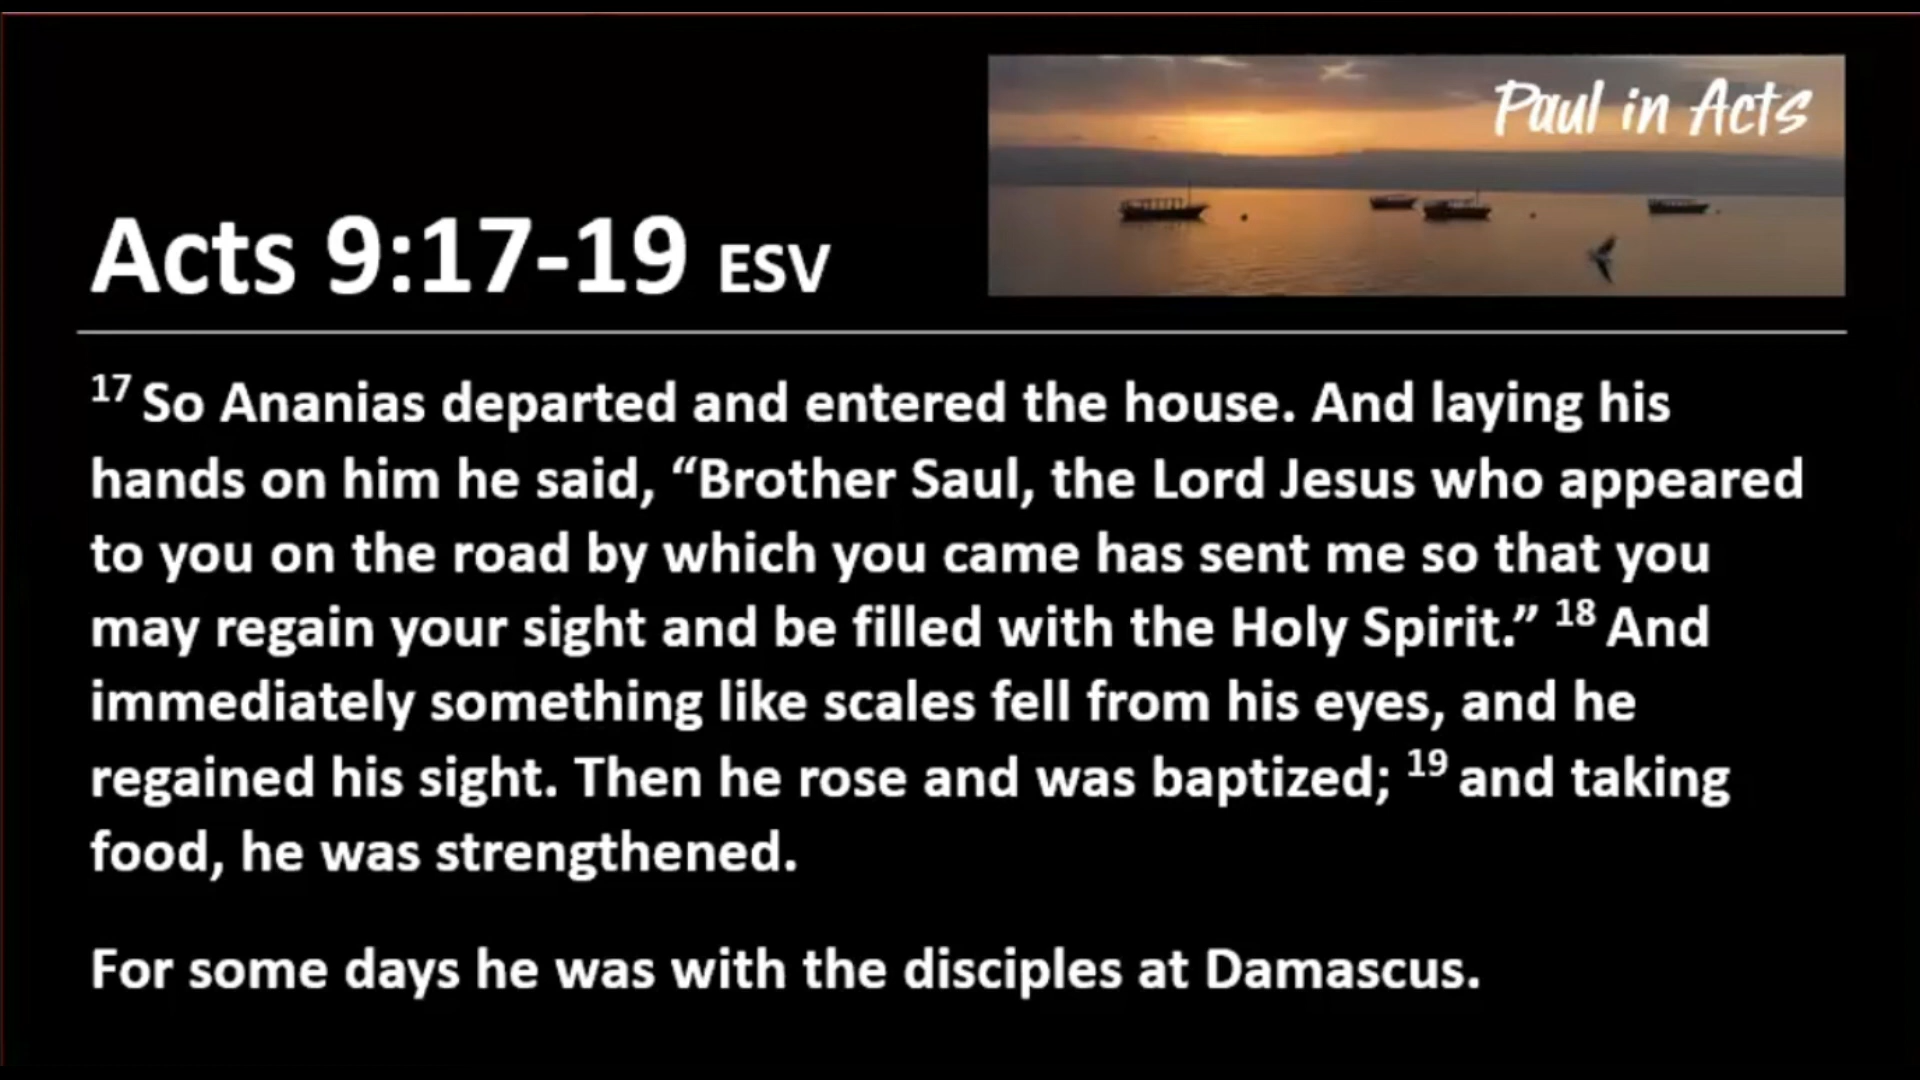 Paul in Acts
Acts 9:17-19 ESV
17 So Ananias departed and entered the house. And laying his
hands on him he said, “Brother Saul, the Lord Jesus who appeared
to you on the road by which you came has sent me so that you
may regain your sight and be filled with the Holy Spirit.” 18 And
immediately something like scales fell from his eyes, and he
regained his sight. Then he rose and was baptized; 19 and taking
food, he was strengthened.
For some days he was with the disciples at Damascus.